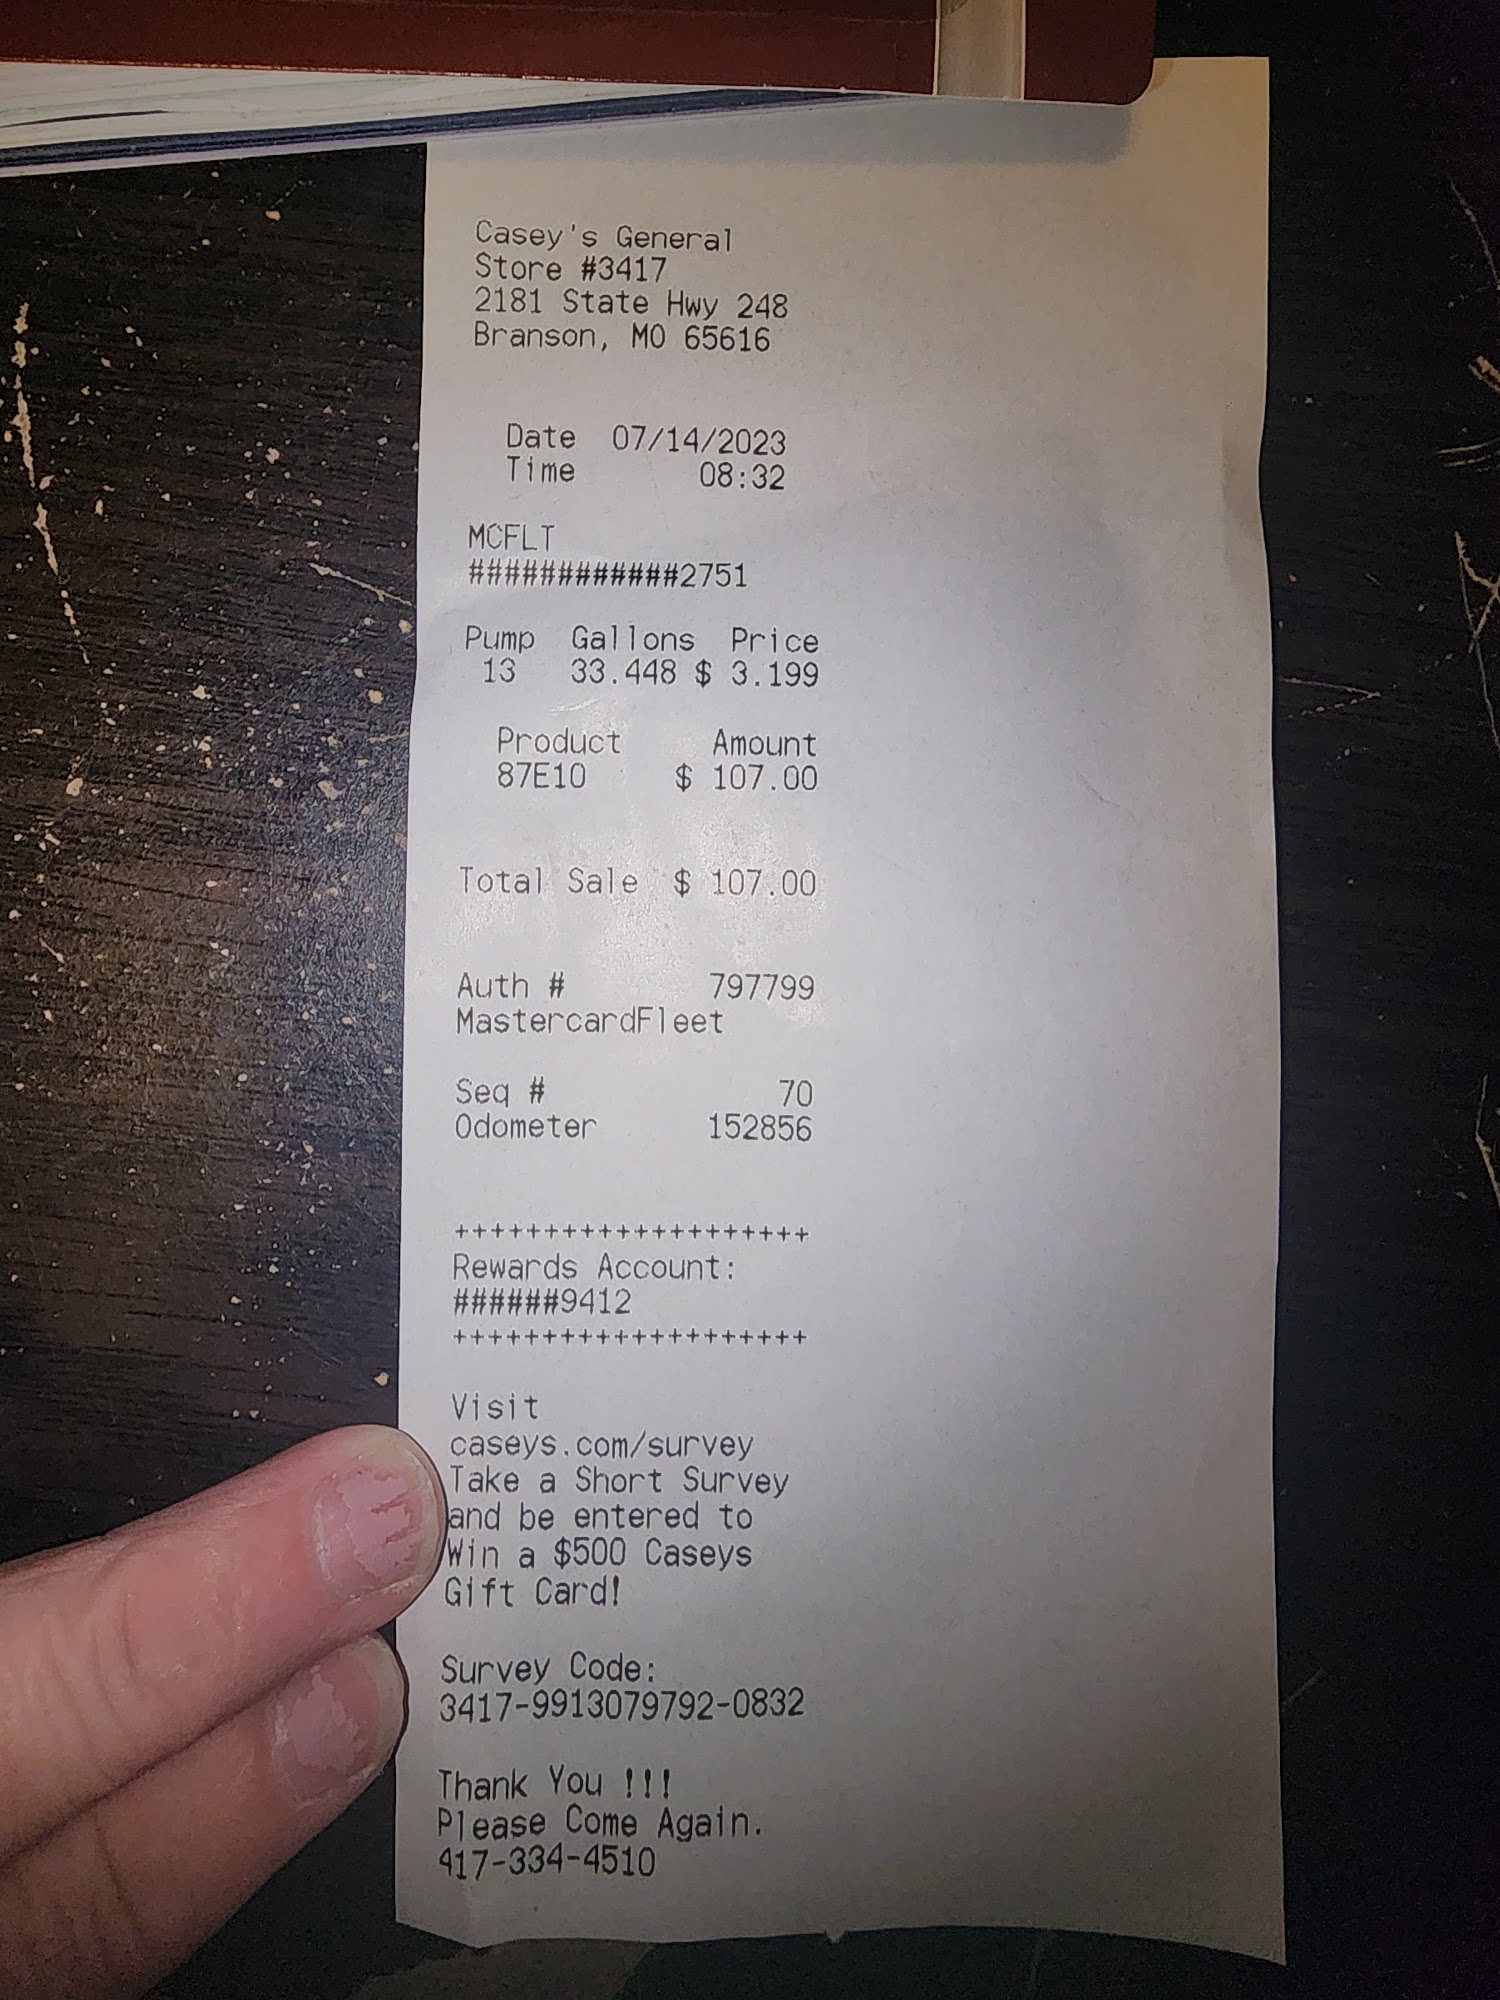 Casey's General
Store #3417
2181 State Hwy 248
Branson, MO 65616
Date 07/14/2023
Time 08:32
MCFLT
############2751
Pump Gallons Price
13 33.448 $ 3.199
Product Amount
87E10 $ 107.00
Total Sale $ 107.00
Auth # 797799
MastercardFleet
Seq # 70
Odometer 152856
++++++++++++++++++++
Rewards Account:
######9412
++++++++++++++++++++
Visit
caseys.com/survey
Take a Short Survey
and be entered to
Win a $500 Caseys
Gift Card!
Survey Code:
3417-9913079792-0832
Thank You !!!
Please Come Again.
417-334-4510